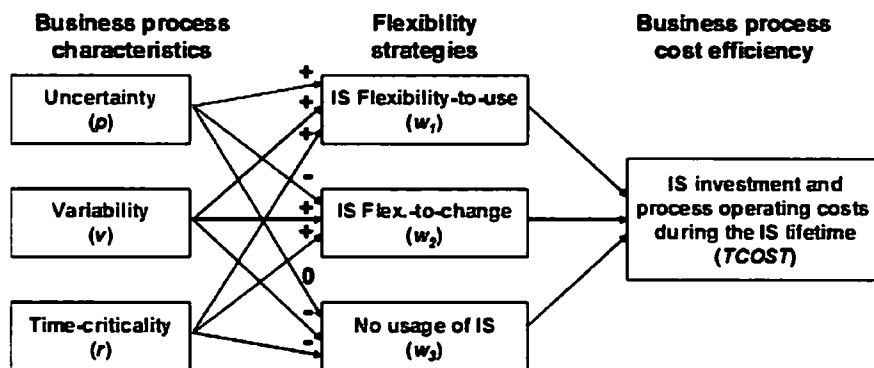 Business process
characteristics
Flexibility
strategies
Business process
cost efficiency
Uncertainty
(p)
Variability
(v)
Time-criticality
(r)
+
+
+
-
+
+
0
-
-
IS Flexibility-to-use
(w1)
IS Flex.-to-change
(w2)
No usage of IS
(w3)
IS investment and
process operating costs
during the IS lifetime
(TCOST)